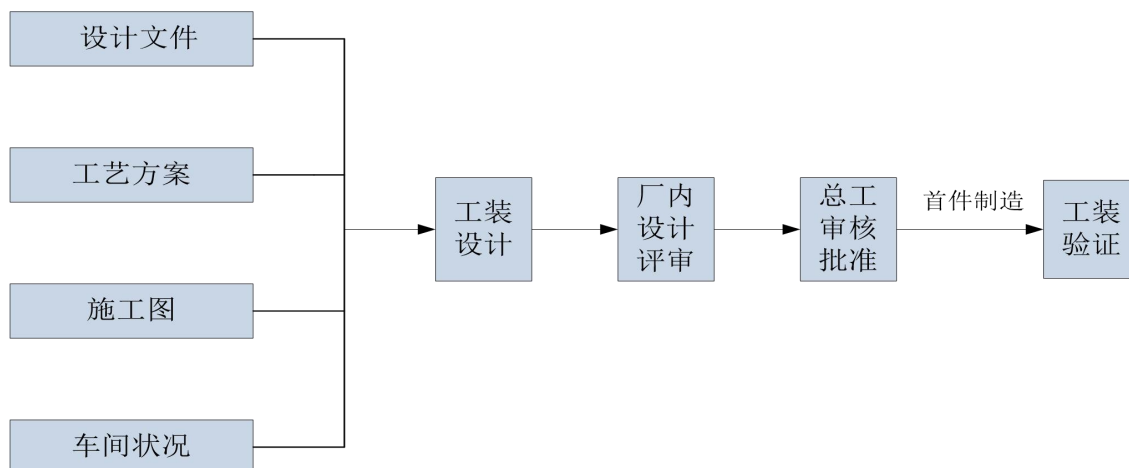 设计文件
工艺方案
施工图
车间状况
工装
设计
厂内
设计
评审
总工
审核
批准
首件制造
工装
验证